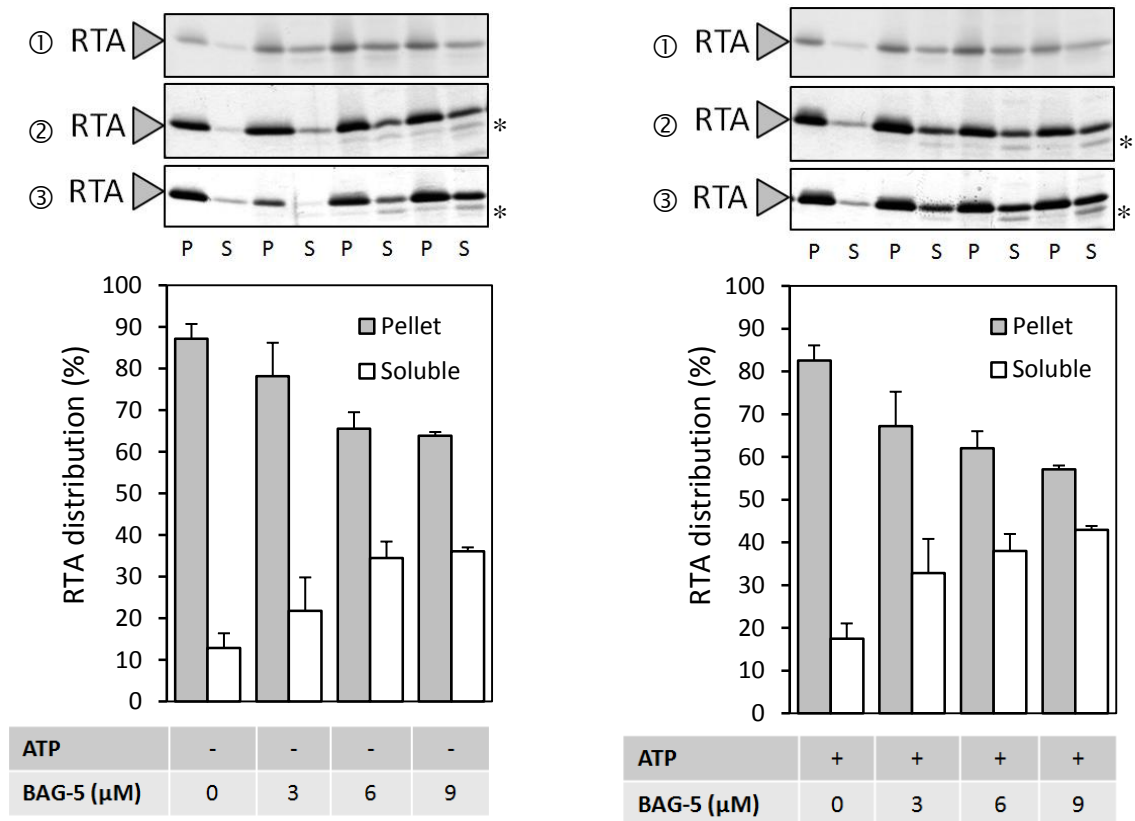 ① RTA
② RTA
*
③ RTA
*
P S P S P S P S
100
90
80
70
60
50
40
30
20
10
0
RTA distribution (%)
Pellet
Soluble
ATP - - - -
BAG-5 (µM) 0 3 6 9
① RTA
② RTA
*
③ RTA
*
P S P S P S P S
100
90
80
70
60
50
40
30
20
10
0
RTA distribution (%)
Pellet
Soluble
ATP + + + +
BAG-5 (µM) 0 3 6 9